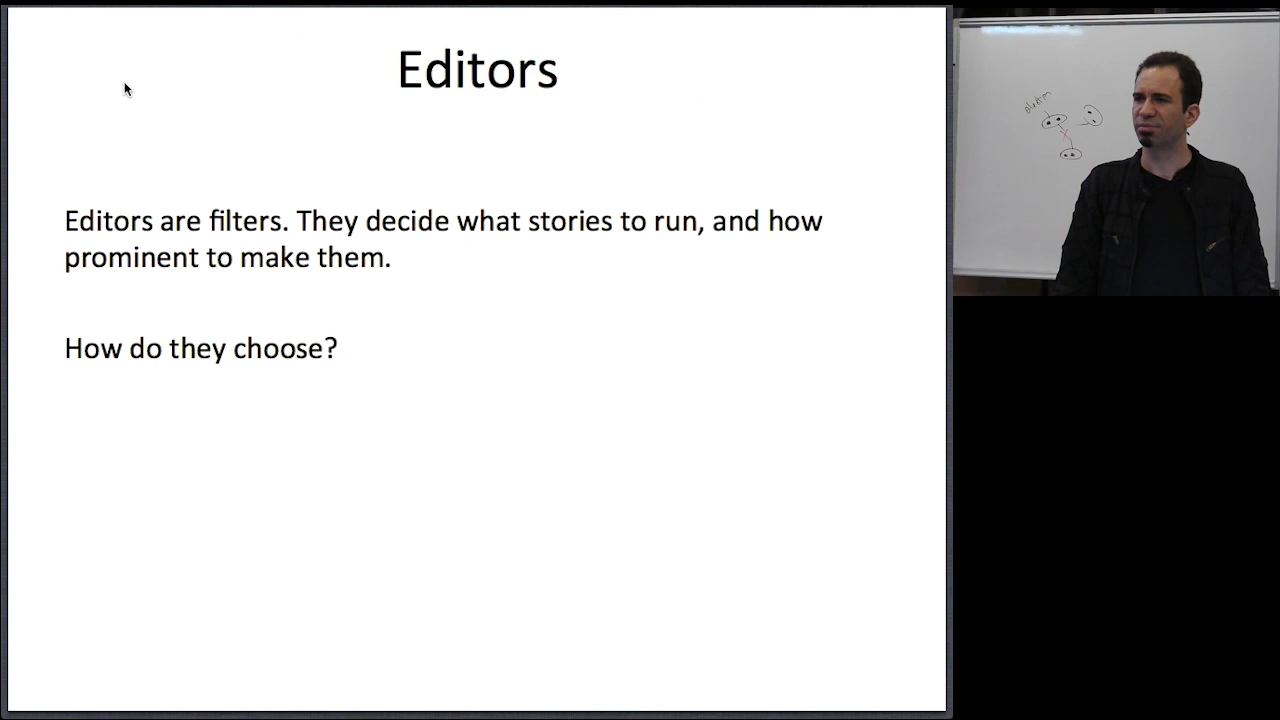 Editors
Editors are filters. They decide what stories to run, and how
prominent to make them.
How do they choose?